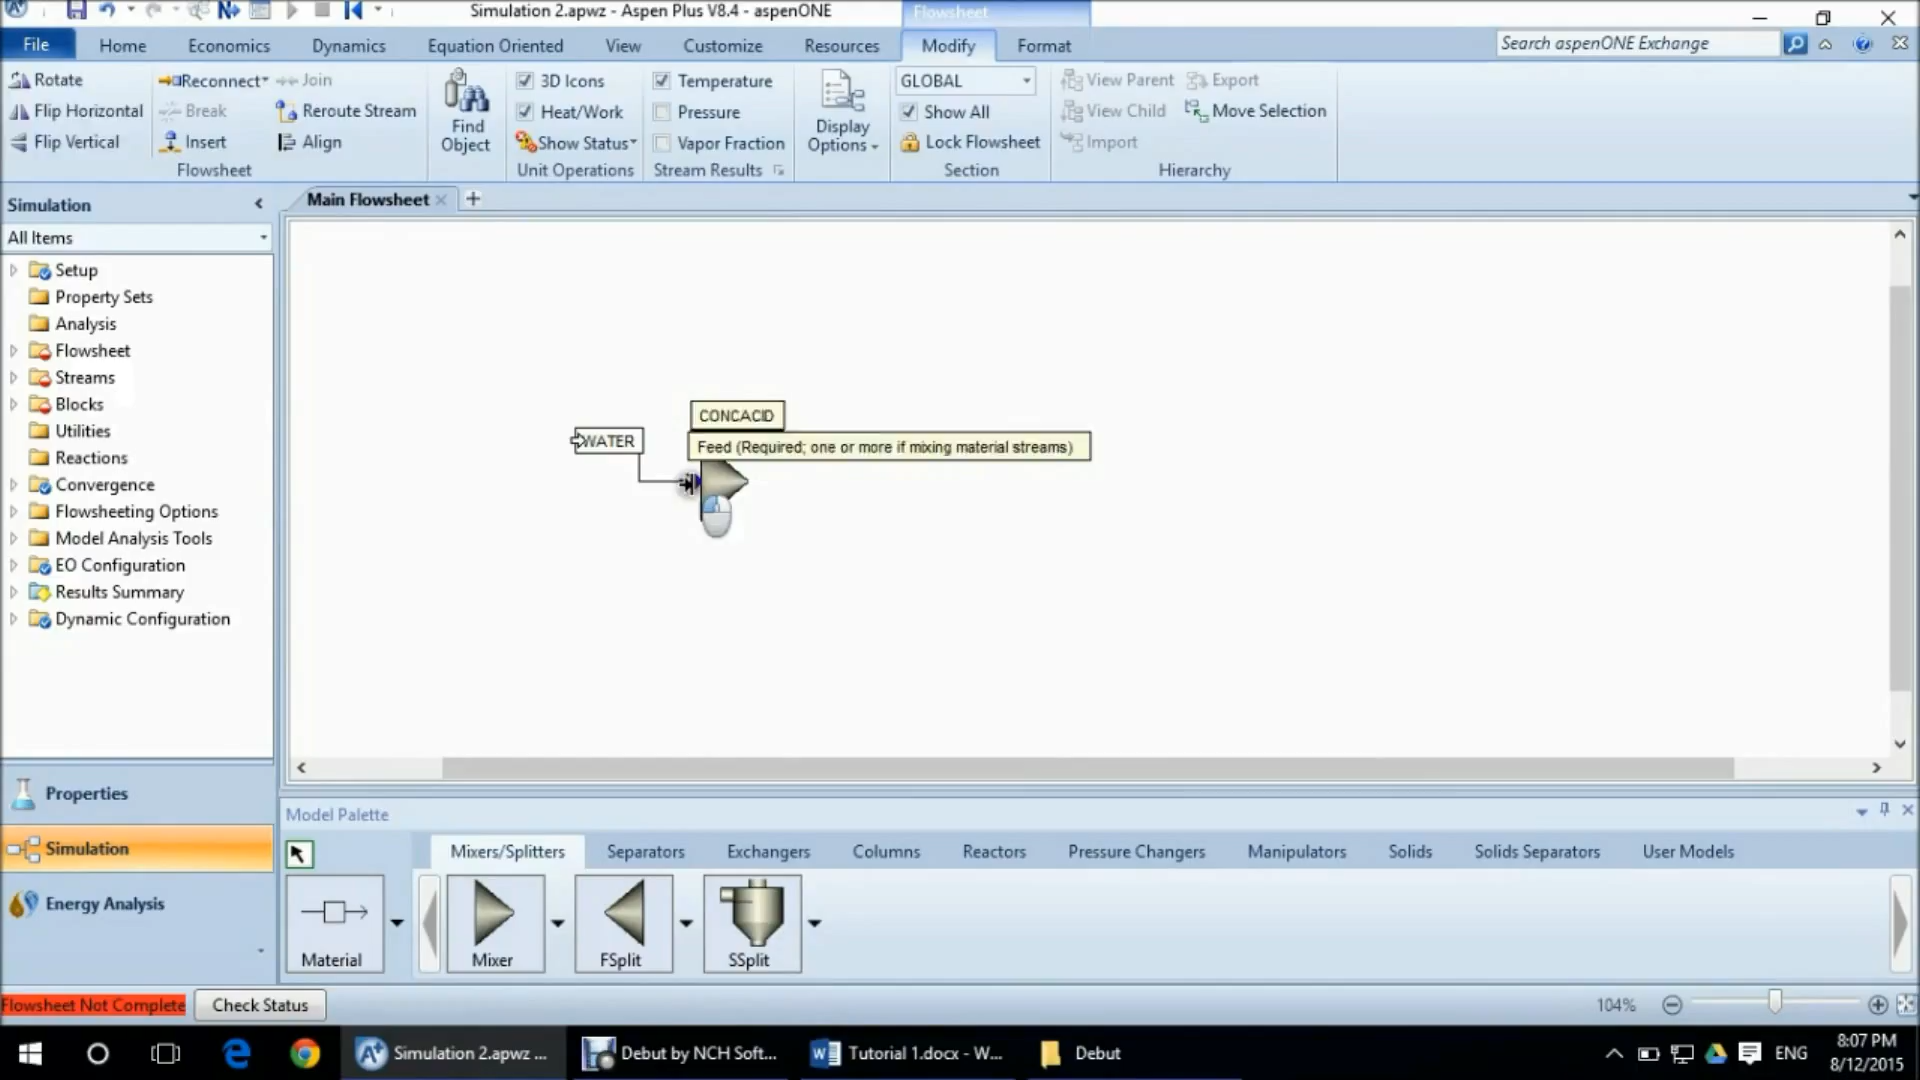 Simulation 2.apwz - Aspen Plus V8.4 - aspenONE
Flowsheet
File Home Economics Dynamics Equation Oriented View Customize Resources Modify Format
Search aspenONE Exchange
Rotate Reconnect Join 3D Icons Temperature GLOBAL View Parent Export
Flip Horizontal Break Reroute Stream Heat/Work Pressure Show All View Child Move Selection
Flip Vertical Insert Align Find Object Show Status Vapor Fraction Display Options Lock Flowsheet Import
Flowsheet Unit Operations Stream Results Section Hierarchy
Simulation
Main Flowsheet
All Items
Setup
Property Sets
Analysis
Flowsheet
Streams
Blocks
Utilities
Reactions
Convergence
Flowsheeting Options
Model Analysis Tools
EO Configuration
Results Summary
Dynamic Configuration
CONCACID
WATER
Feed (Required; one or more if mixing material streams)
Properties
Simulation
Energy Analysis
Model Palette
Mixers/Splitters Separators Exchangers Columns Reactors Pressure Changers Manipulators Solids Solids Separators User Models
Material Mixer FSplit SSplit
Flowsheet Not Complete Check Status 104%
Simulation 2.apwz ... Debut by NCH Soft... Tutorial 1.docx - W... Debut ENG
8:07 PM
8/12/2015